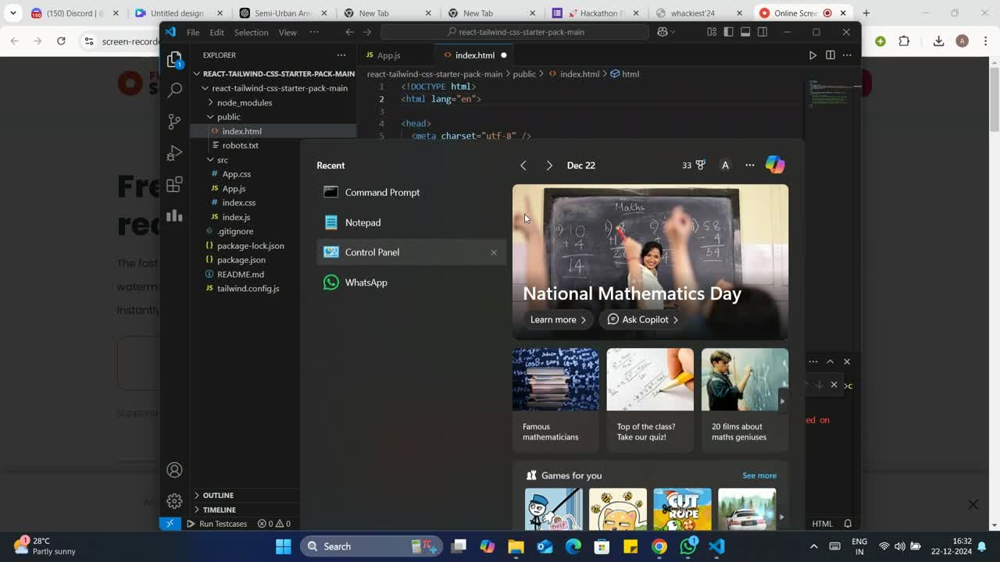 (150) Discord | @
Untitled design
Semi-Urban Are
New Tab
New Tab
Hackathon
whackiest'24
Online Scree
screen-recorde
A
File Edit Selection View
react-tailwind-css-starter-pack-main
EXPLORER
JS App.js
index.html
REACT-TAILWIND-CSS-STARTER-PACK-MAIN
react-tailwind-css-starter-pack-main > public > index.html > html
react-tailwind-css-starter-pack-main
node_modules
public
index.html
robots.txt
src
# App.css
JS App.js
# index.css
JS index.js
.gitignore
{} package-lock.json
{} package.json
README.md
JS tailwind.config.js
OUTLINE
TIMELINE
Run Testcases
0 0
1 <!DOCTYPE html>
2 <html lang="en">
3
4 <head>
5 <meta charset="utf-8" />
>c
ed on
HTML
Fre
rec
The fast
waterm
Instantly
Supporte
Recent
Command Prompt
Notepad
Control Panel
WhatsApp
Dec 22
33
A
Maths
National Mathematics Day
Learn more
Ask Copilot
Famous
mathematicians
Top of the class?
Take our quiz!
20 films about
maths geniuses
Games for you
See more
CUT
ROPE
28°C
Partly sunny
Search
ENG
IN
16:32
22-12-2024